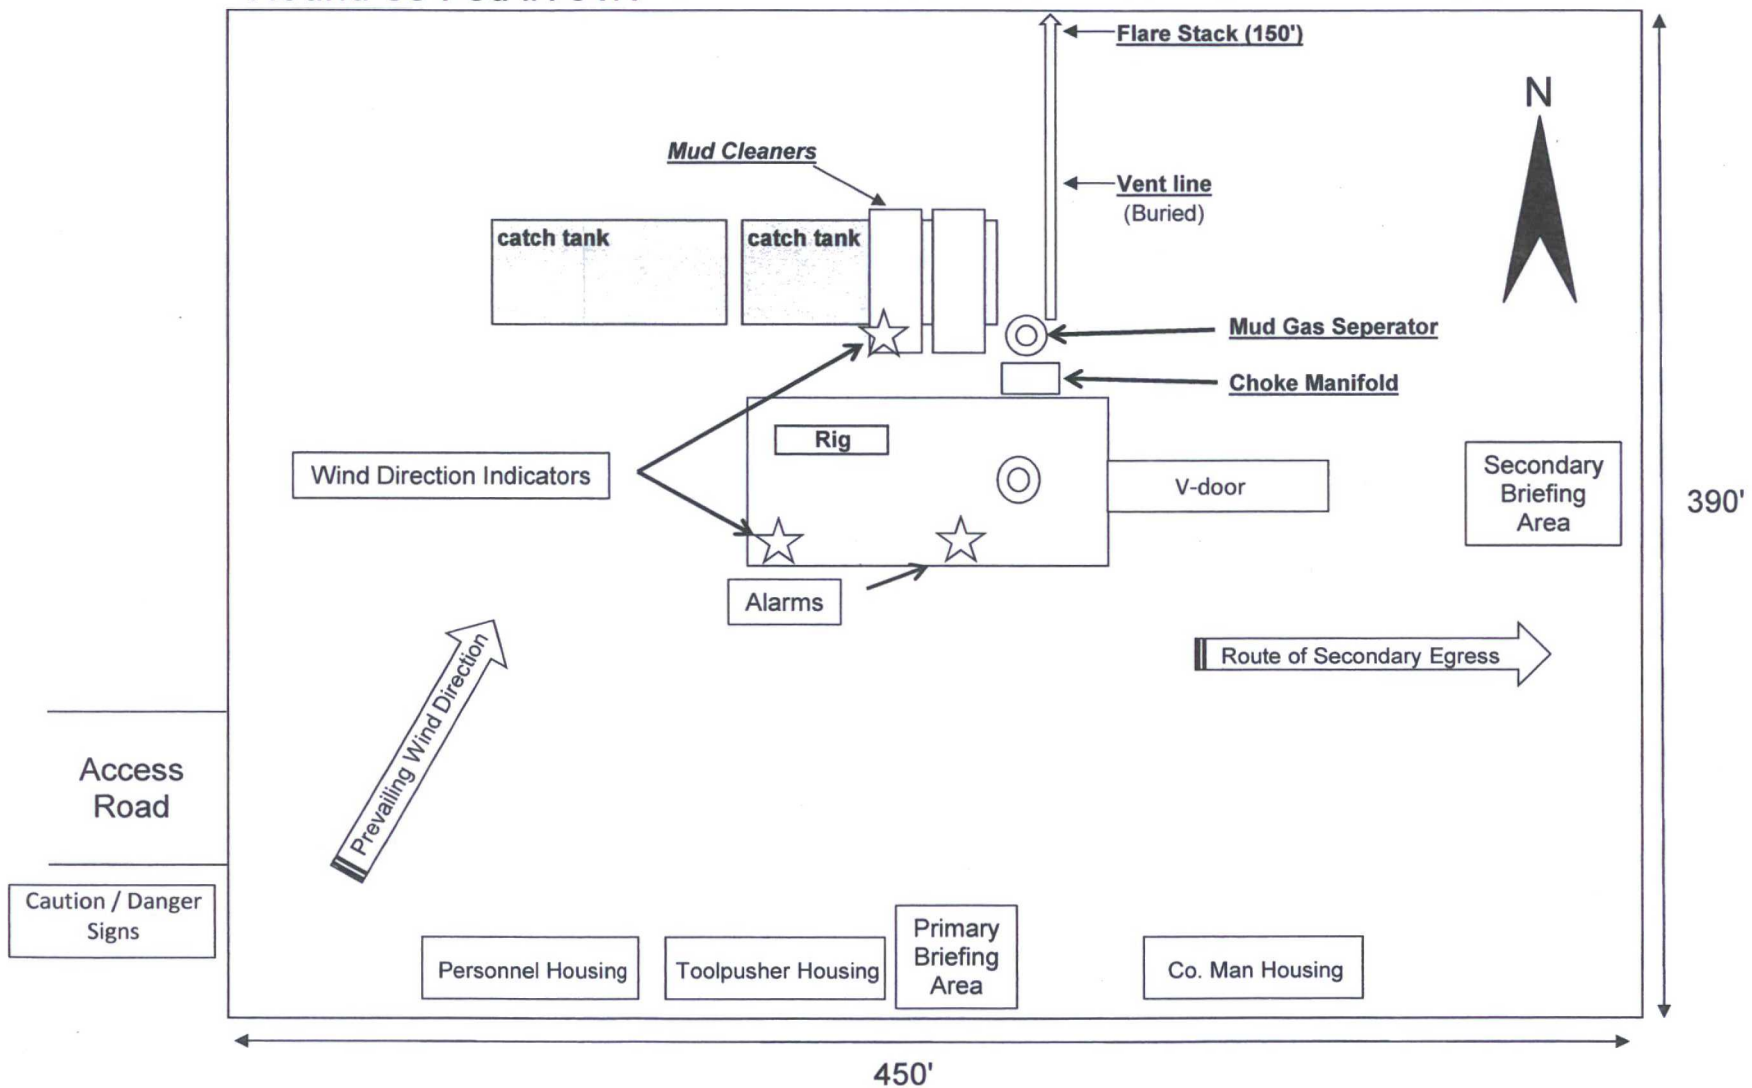 Flare Stack (150')
N
Mud Cleaners
Vent line
(Buried)
catch tank
catch tank
Mud Gas Seperator
Choke Manifold
Rig
Wind Direction Indicators
V-door
Secondary
Briefing
Area
390'
Alarms
Prevailing Wind Direction
Route of Secondary Egress
Access
Road
Caution / Danger
Signs
Personnel Housing
Toolpusher Housing
Primary
Briefing
Area
Co. Man Housing
450'